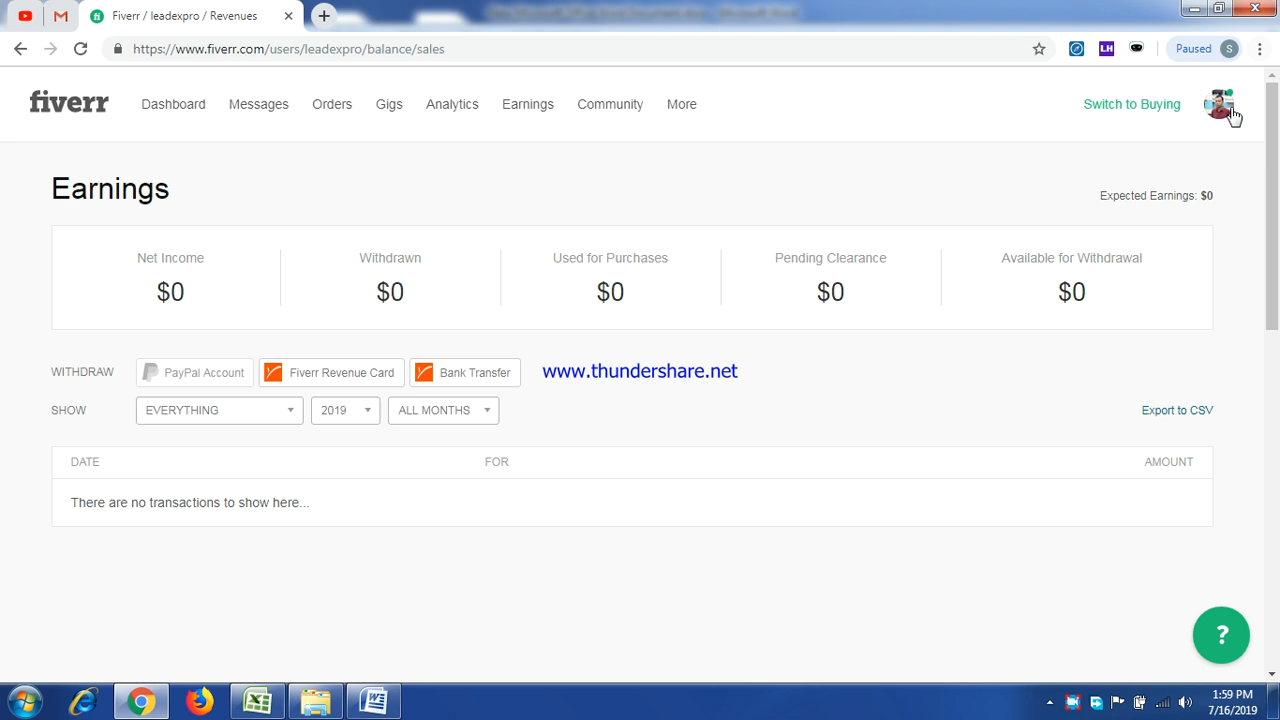 Fiverr / leadexpro / Revenues
https://www.fiverr.com/users/leadexpro/balance/sales
LH
Paused
S
fiverr
Dashboard
Messages
Orders
Gigs
Analytics
Earnings
Community
More
Switch to Buying
Earnings
Expected Earnings: $0
Net Income
Withdrawn
Used for Purchases
Pending Clearance
Available for Withdrawal
$0
$0
$0
$0
$0
WITHDRAW
PayPal Account
Fiverr Revenue Card
Bank Transfer
www.thundershare.net
SHOW
EVERYTHING
2019
ALL MONTHS
Export to CSV
DATE
FOR
AMOUNT
There are no transactions to show here...
?
1:59 PM
7/16/2019